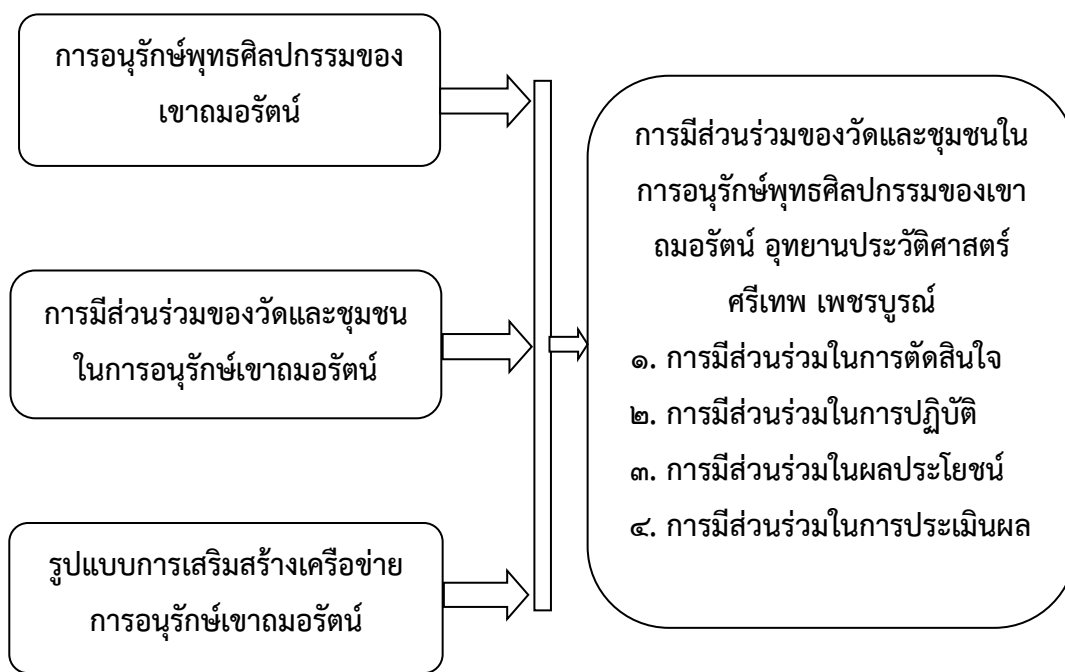 การอนุรักษ์พุทธศิลปกรรมของ
เขาถมอรัตน์
การมีส่วนร่วมของวัดและชุมชน
ในการอนุรักษ์เขาถมอรัตน์
รูปแบบการเสริมสร้างเครือข่าย
การอนุรักษ์เขาถมอรัตน์
การมีส่วนร่วมของวัดและชุมชนใน
การอนุรักษ์พุทธศิลปกรรมของเขา
ถมอรัตน์ อุทยานประวัติศาสตร์
ศรีเทพ เพชรบูรณ์
๑. การมีส่วนร่วมในการตัดสินใจ
๒. การมีส่วนร่วมในการปฏิบัติ
๓. การมีส่วนร่วมในผลประโยชน์
๔. การมีส่วนร่วมในการประเมินผล